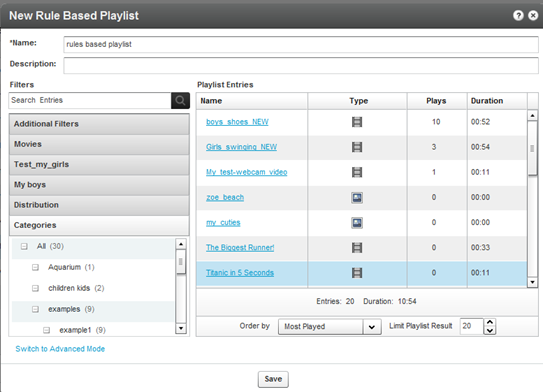 New Rule Based Playlist
*Name: rules based playlist
Description:
Filters
Search Entries
Additional Filters
Movies
Test_my_girls
My boys
Distribution
Categories
All (30)
Aquarium (1)
children kids (2)
examples (9)
example1 (9)
Switch to Advanced Mode
Playlist Entries
Name Type Plays Duration
boys_shoes_NEW 10 00:52
Girls_swinging_NEW 3 00:54
My_test-webcam_video 1 00:11
zoe_beach 0 00:00
my_cuties 0 00:00
The Biggest Runner! 0 00:33
Titanic in 5 Seconds 0 00:11
Entries: 20 Duration: 10:54
Order by Most Played Limit Playlist Result 20
Save